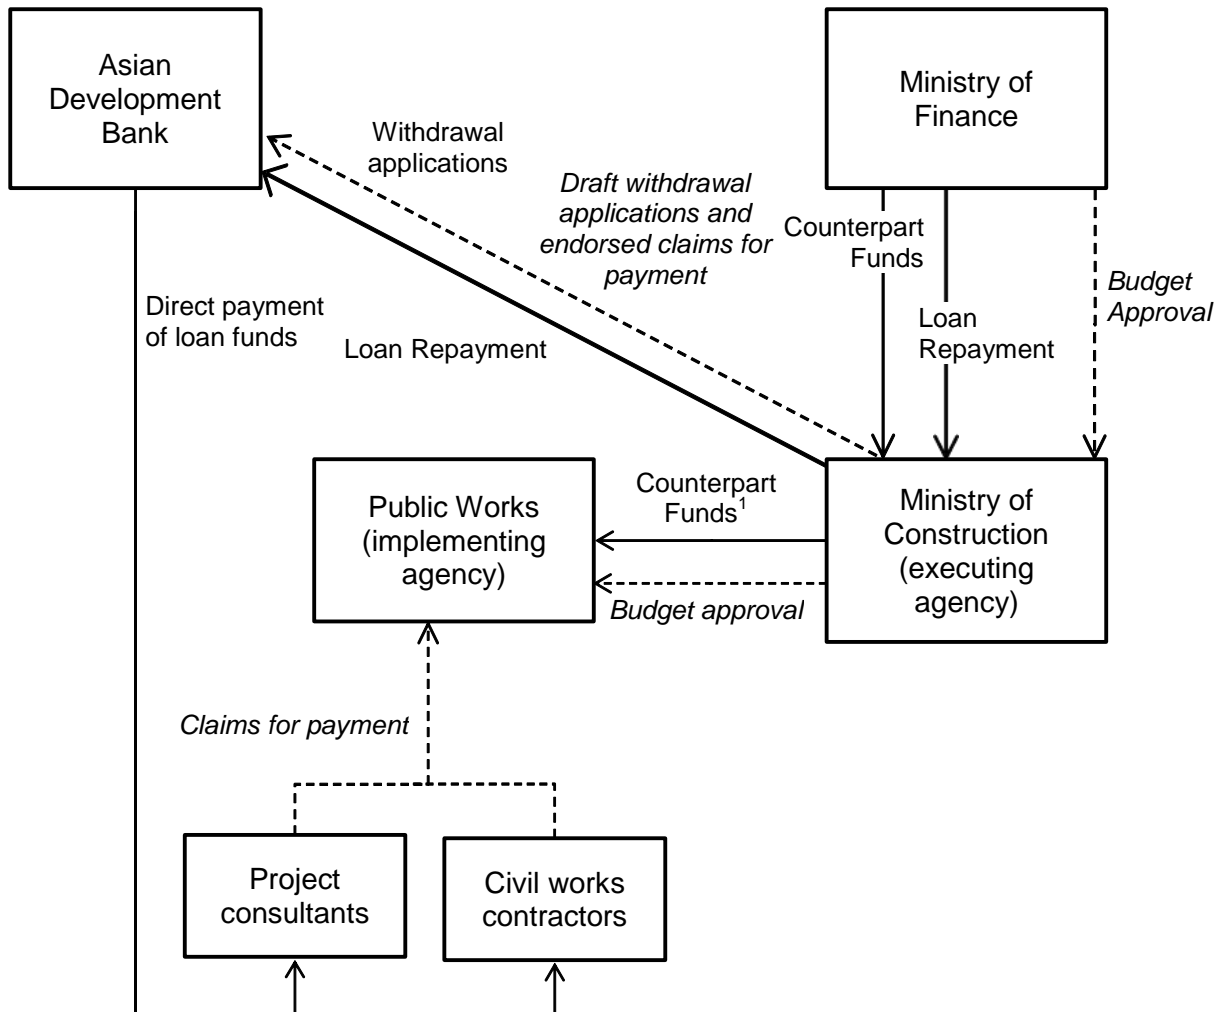 Asian
Development
Bank
Ministry of
Finance
Withdrawal
applications
Draft withdrawal
applications and
endorsed claims for
payment
Counterpart
Funds
Budget
Approval
Direct payment
of loan funds
Loan Repayment
Loan
Repayment
Public Works
(implementing
agency)
Counterpart
Funds¹
Budget approval
Ministry of
Construction
(executing
agency)
Claims for payment
Project
consultants
Civil works
contractors